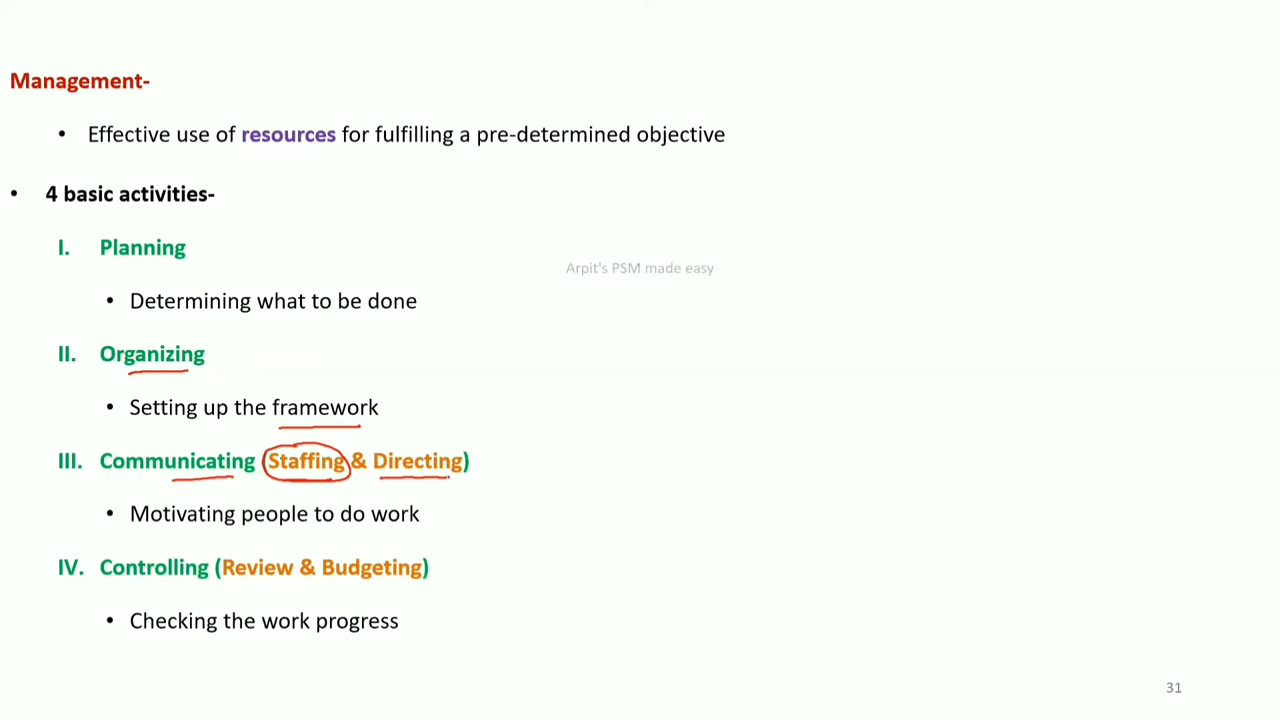 Management-
• Effective use of resources for fulfilling a pre-determined objective
• 4 basic activities-
I. Planning
Arpit's PSM made easy
• Determining what to be done
II. Organizing
• Setting up the framework
III. Communicating (Staffing & Directing)
• Motivating people to do work
IV. Controlling (Review & Budgeting)
• Checking the work progress
31